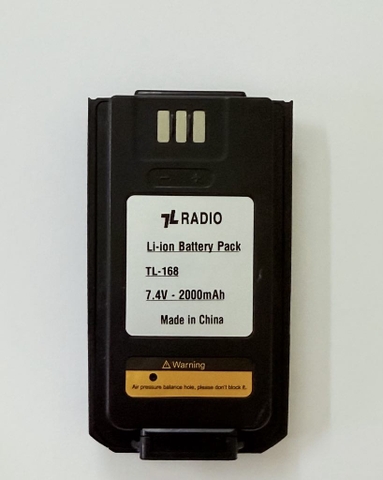 TL RADIO
Li-ion Battery Pack
TL-168
7.4V - 2000mAh
Made in China
⚠ Warning
Air pressure balance hole, please don't block it.